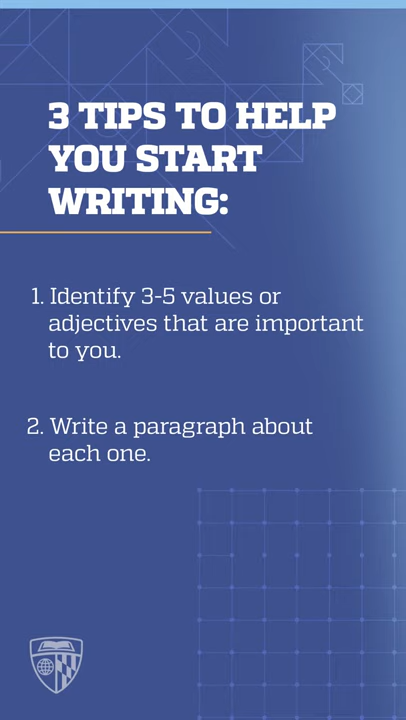 3 TIPS TO HELP
YOU START
WRITING:
1. Identify 3-5 values or
adjectives that are important
to you.
2. Write a paragraph about
each one.